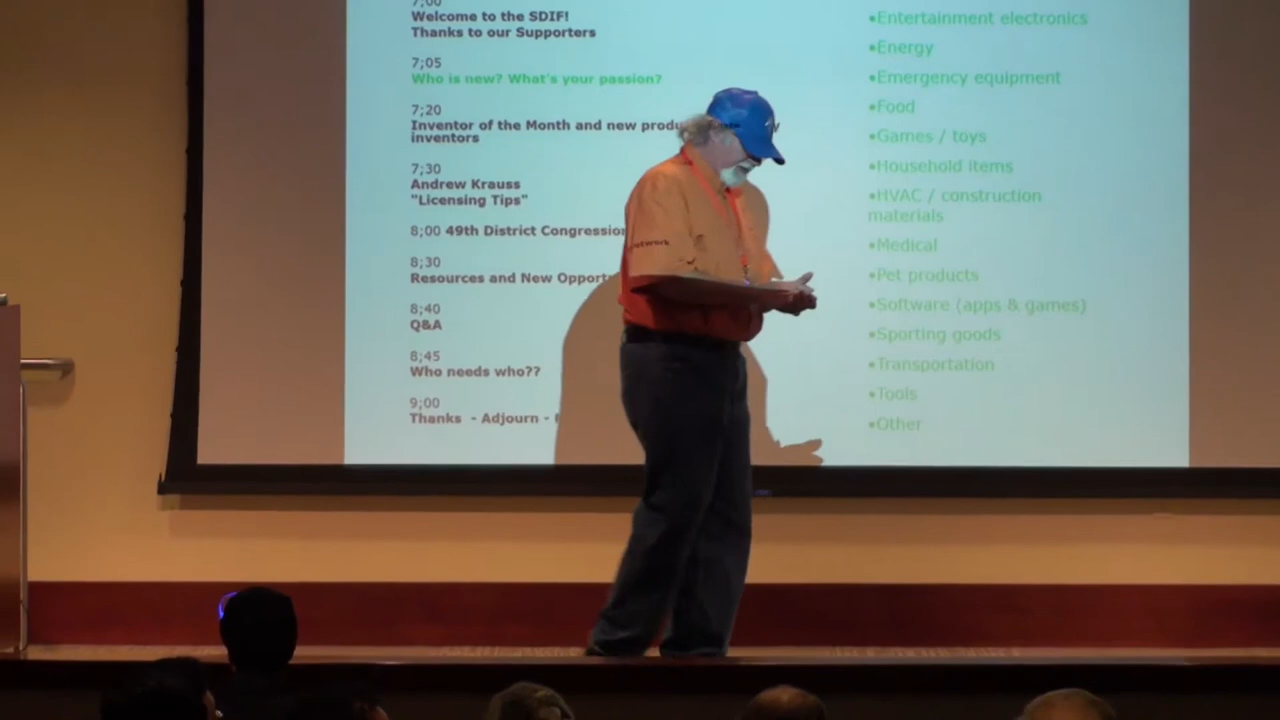 7;00
Welcome to the SDIF!
Thanks to our Supporters
7;05
Who is new? What's your passion?
7;20
Inventor of the Month and new
inventors
7;30
Andrew Krauss
"Licensing Tips"
8;00 49th District
8;30
Resources and New
8;40
Q&A
8;45
Who needs who??
9;00
Thanks - Adjourn -
•Entertainment electronics
•Energy
•Emergency equipment
•Food
•Games / toys
•Household items
•HVAC / construction
materials
•Medical
•Pet products
•Software (apps & games)
•Sporting goods
•Transportation
•Tools
•Other